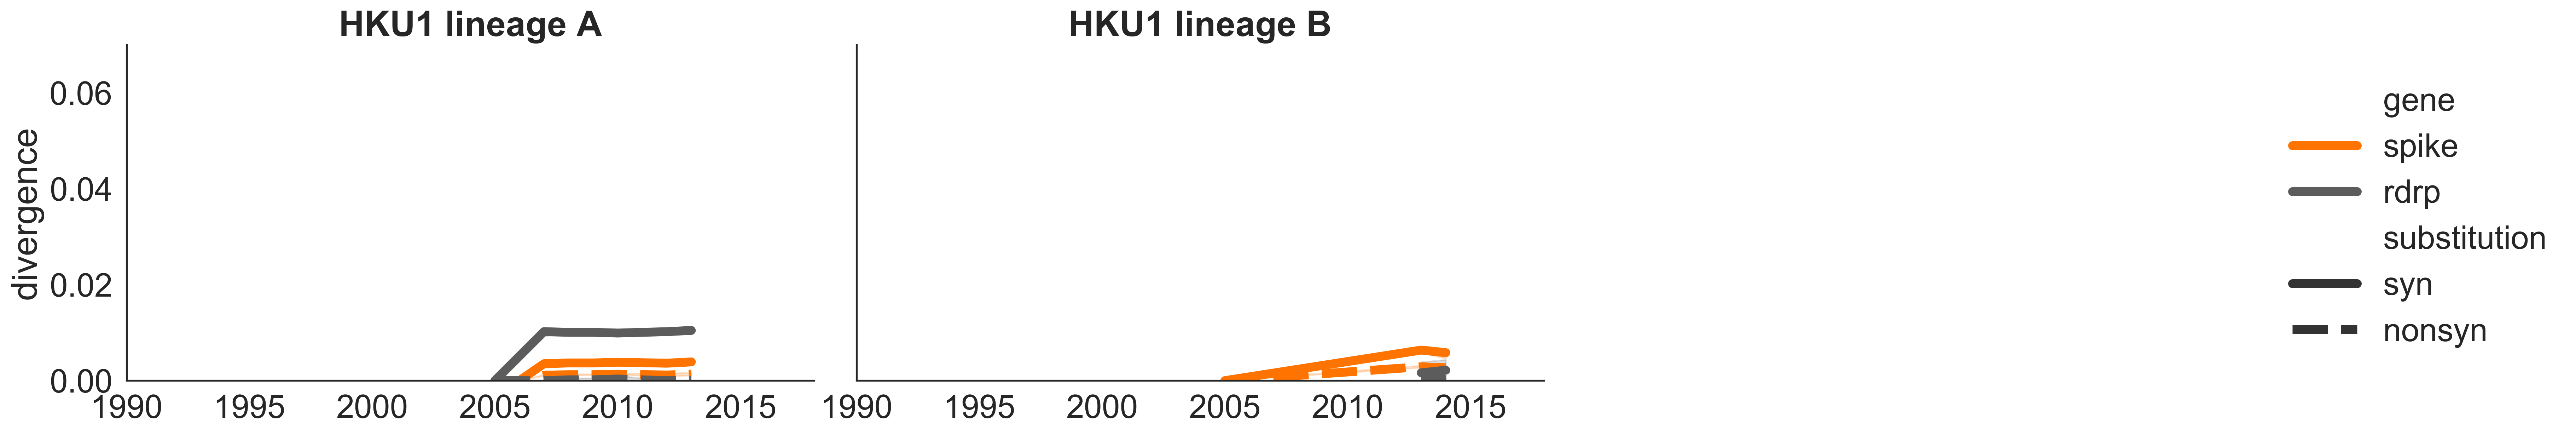 HKU1 lineage A
HKU1 lineage B
divergence
0.06
0.04
0.02
0.00
1990 1995 2000 2005 2010 2015
1990 1995 2000 2005 2010 2015
gene
spike
rdrp
substitution
syn
nonsyn